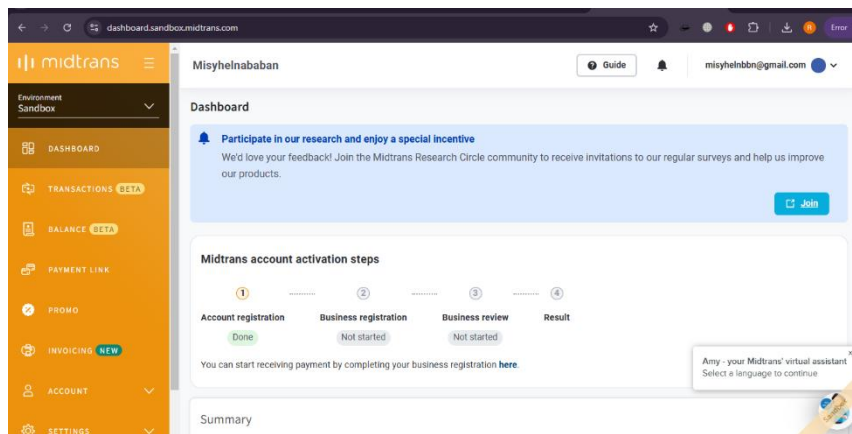 dashboard.sandbox.midtrans.com
Error
midtrans
Misyhelnababan
Guide
misyhelnbbn@gmail.com
Environment
Sandbox
Dashboard
DASHBOARD
TRANSACTIONS BETA
BALANCE BETA
PAYMENT LINK
PROMO
INVOICING NEW
ACCOUNT
SETTINGS
Participate in our research and enjoy a special incentive
We'd love your feedback! Join the Midtrans Research Circle community to receive invitations to our regular surveys and help us improve
our products.
Join
Midtrans account activation steps
1 2 3 4
Account registration Business registration Business review Result
Done Not started Not started
You can start receiving payment by completing your business registration here.
Amy - your Midtrans' virtual assistant
Select a language to continue
x
Summary